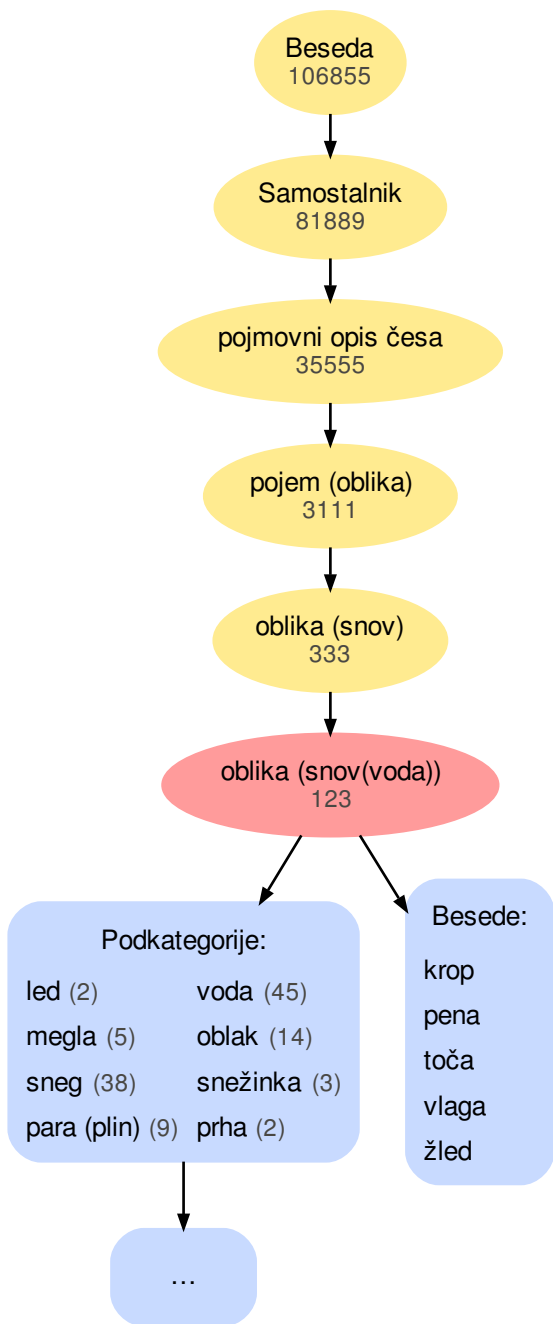 Beseda
106855
Samostalnik
81889
pojmovni opis česa
35555
pojem (oblika)
3111
oblika (snov)
333
oblika (snov(voda))
123
Podkategorije:
led (2) voda (45)
megla (5) oblak (14)
sneg (38) snežinka (3)
para (plin) (9) prha (2)
Besede:
krop
pena
toča
vlaga
žled
...